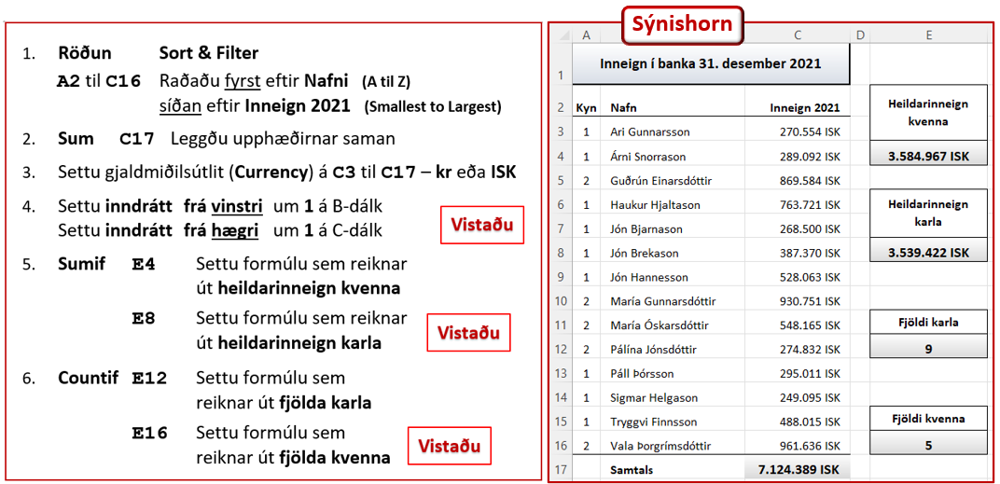 1. Röðun Sort & Filter
A2 til C16 Raðaðu fyrst eftir Nafni (A til Z)
síðan eftir Inneign 2021 (Smallest to Largest)
2. Sum C17 Leggðu upphæðirnar saman
3. Settu gjaldmiðilsútlit (Currency) á C3 til C17 – kr eða ISK
4. Settu inndrátt frá vinstri um 1 á B-dálk
Settu inndrátt frá hægri um 1 á C-dálk
Vistaðu
5. Sumif E4 Settu formúlu sem reiknar
út heildarinneign kvenna
E8 Settu formúlu sem reiknar
út heildarinneign karla
Vistaðu
6. Countif E12 Settu formúlu sem
reiknar út fjölda karla
E16 Settu formúlu sem
reiknar út fjölda kvenna
Vistaðu
Sýnishorn
A B C D E
1 Inneign í banka 31. desember 2021
2 Kyn Nafn Inneign 2021 Heildarinneign
kvenna
3 1 Ari Gunnarsson 270.554 ISK
4 1 Árni Snorrason 289.092 ISK 3.584.967 ISK
5 2 Guðrún Einarsdóttir 869.584 ISK
6 1 Haukur Hjaltason 763.721 ISK Heildarinneign
7 1 Jón Bjarnason 268.500 ISK karla
8 1 Jón Brekason 387.370 ISK 3.539.422 ISK
9 1 Jón Hannesson 528.063 ISK
10 2 María Gunnarsdóttir 930.751 ISK
11 2 María Óskarsdóttir 548.165 ISK Fjöldi karla
12 2 Pálína Jónsdóttir 274.832 ISK 9
13 1 Páll Þórsson 295.011 ISK
14 1 Sigmar Helgason 249.095 ISK
15 1 Tryggvi Finnsson 488.015 ISK Fjöldi kvenna
16 2 Vala Þorgrímsdóttir 961.636 ISK 5
17 Samtals 7.124.389 ISK